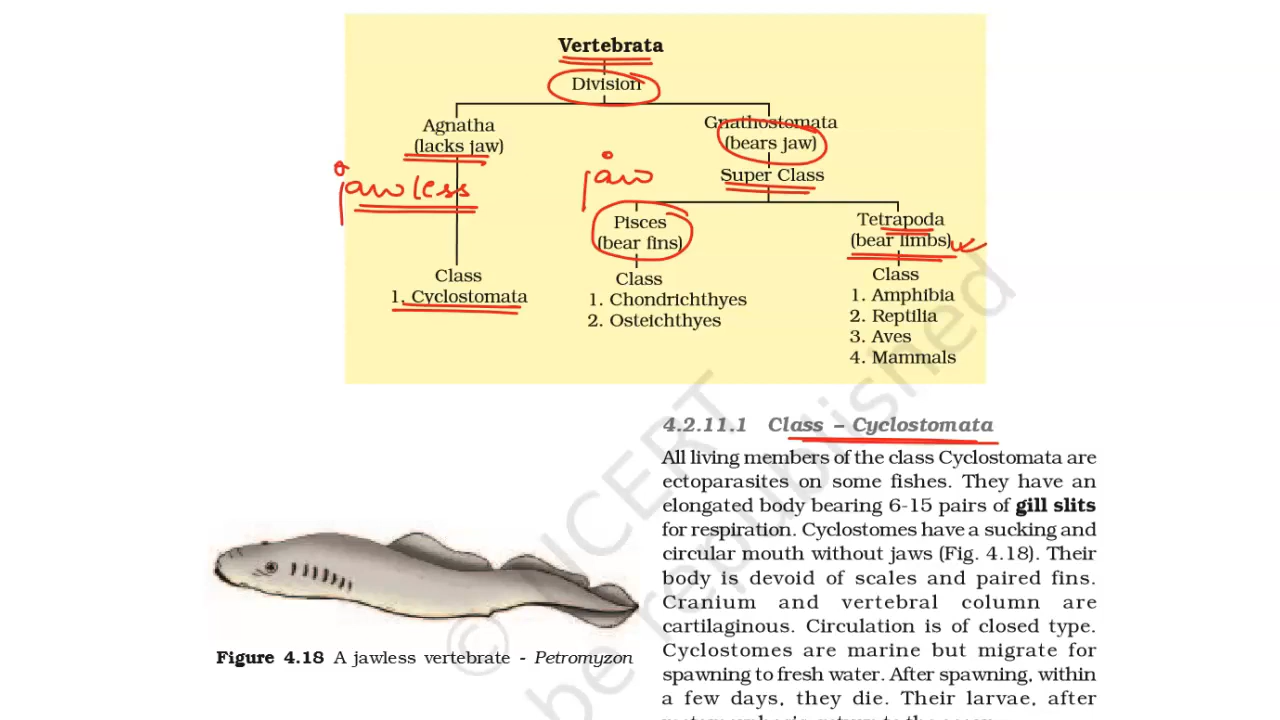 Vertebrata
Division
Agnatha
(lacks jaw)
Gnathostomata
(bears jaw)
jawless
jaw
Super Class
Pisces
(bear fins)
Tetrapoda
(bear limbs)
Class
1. Cyclostomata
Class
1. Chondrichthyes
2. Osteichthyes
Class
1. Amphibia
2. Reptilia
3. Aves
4. Mammals
4.2.11.1 Class – Cyclostomata
All living members of the class Cyclostomata are
ectoparasites on some fishes. They have an
elongated body bearing 6-15 pairs of gill slits
for respiration. Cyclostomes have a sucking and
circular mouth without jaws (Fig. 4.18). Their
body is devoid of scales and paired fins.
Cranium and vertebral column are
cartilaginous. Circulation is of closed type.
Cyclostomes are marine but migrate for
spawning to fresh water. After spawning, within
a few days, they die. Their larvae, after
Figure 4.18 A jawless vertebrate - Petromyzon
© NCERT
be republished